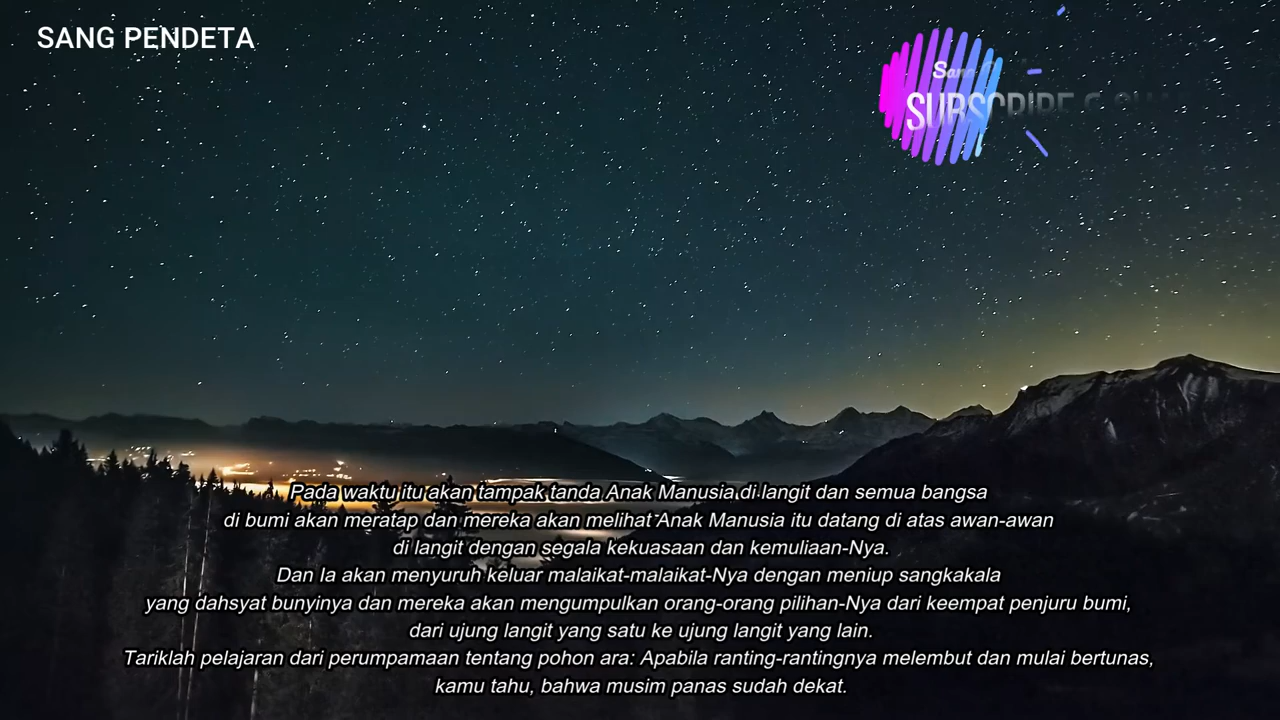 SANG PENDETA
SUBSCRIBE
Pada waktu itu akan tampak tanda Anak Manusia di langit dan semua bangsa
di bumi akan meratap dan mereka akan melihat Anak Manusia itu datang di atas awan-awan
di langit dengan segala kekuasaan dan kemuliaan-Nya.
Dan Ia akan menyuruh keluar malaikat-malaikat-Nya dengan meniup sangkakala
yang dahsyat bunyinya dan mereka akan mengumpulkan orang-orang pilihan-Nya dari keempat penjuru bumi,
dari ujung langit yang satu ke ujung langit yang lain.
Tariklah pelajaran dari perumpamaan tentang pohon ara: Apabila ranting-rantingnya melembut dan mulai bertunas,
kamu tahu, bahwa musim panas sudah dekat.